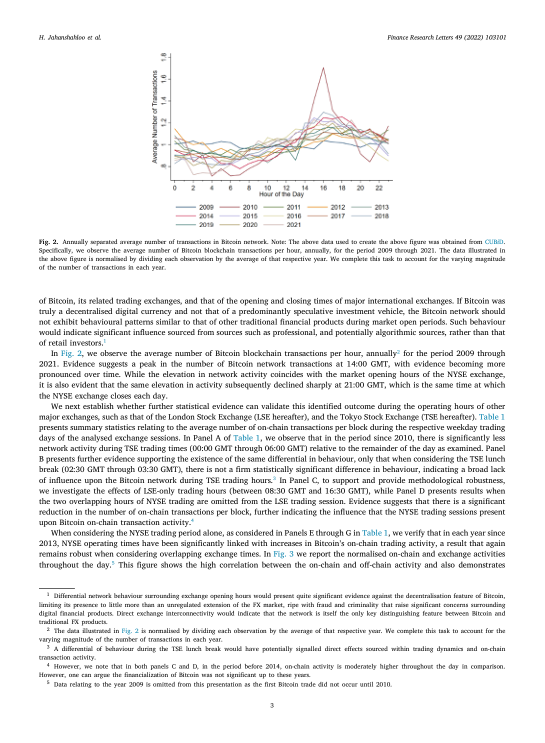 H. Jahanshahloo et al.
Finance Research Letters 49 (2022) 103101
1.8
1.6
1.4
1.2
1
.8
Average Number of Transactions
0 2 4 6 8 10 12 14 16 18 20 22
Hour of the Day
2009 2010 2011 2012 2013
2014 2015 2016 2017 2018
2019 2020 2021
Fig. 2. Annually separated average number of transactions in Bitcoin network. Note: The above data used to create the above figure was obtained from CUBiD.
Specifically, we observe the average number of Bitcoin blockchain transactions per hour, annually, for the period 2009 through 2021. The data illustrated in
the above figure is normalised by dividing each observation by the average of that respective year. We complete this task to account for the varying magnitude
of the number of transactions in each year.
of Bitcoin, its related trading exchanges, and that of the opening and closing times of major international exchanges. If Bitcoin was
truly a decentralised digital currency and not that of a predominantly speculative investment vehicle, the Bitcoin network should
not exhibit behavioural patterns similar to that of other traditional financial products during market open periods. Such behaviour
would indicate significant influence sourced from sources such as professional, and potentially algorithmic sources, rather than that
of retail investors.1
In Fig. 2, we observe the average number of Bitcoin blockchain transactions per hour, annually2 for the period 2009 through
2021. Evidence suggests a peak in the number of Bitcoin network transactions at 14:00 GMT, with evidence becoming more
pronounced over time. While the elevation in network activity coincides with the market opening hours of the NYSE exchange,
it is also evident that the same elevation in activity subsequently declined sharply at 21:00 GMT, which is the same time at which
the NYSE exchange closes each day.
We next establish whether further statistical evidence can validate this identified outcome during the operating hours of other
major exchanges, such as that of the London Stock Exchange (LSE hereafter), and the Tokyo Stock Exchange (TSE hereafter). Table 1
presents summary statistics relating to the average number of on-chain transactions per block during the respective weekday trading
days of the analysed exchange sessions. In Panel A of Table 1, we observe that in the period since 2010, there is significantly less
network activity during TSE trading times (00:00 GMT through 06:00 GMT) relative to the remainder of the day as examined. Panel
B presents further evidence supporting the existence of the same differential in behaviour, only that when considering the TSE lunch
break (02:30 GMT through 03:30 GMT), there is not a firm statistically significant difference in behaviour, indicating a broad lack
of influence upon the Bitcoin network during TSE trading hours.3 In Panel C, to support and provide methodological robustness,
we investigate the effects of LSE-only trading hours (between 08:30 GMT and 16:30 GMT), while Panel D presents results when
the two overlapping hours of NYSE trading are omitted from the LSE trading session. Evidence suggests that there is a significant
reduction in the number of on-chain transactions per block, further indicating the influence that the NYSE trading sessions present
upon Bitcoin on-chain transaction activity.4
When considering the NYSE trading period alone, as considered in Panels E through G in Table 1, we verify that in each year since
2013, NYSE operating times have been significantly linked with increases in Bitcoin's on-chain trading activity, a result that again
remains robust when considering overlapping exchange times. In Fig. 3 we report the normalised on-chain and exchange activities
throughout the day.5 This figure shows the high correlation between the on-chain and off-chain activity and also demonstrates
1 Differential network behaviour surrounding exchange opening hours would present quite significant evidence against the decentralisation feature of Bitcoin,
limiting its presence to little more than an unregulated extension of the FX market, ripe with fraud and criminality that raise significant concerns surrounding
digital financial products. Direct exchange interconnectivity would indicate that the network is itself the only key distinguishing feature between Bitcoin and
traditional FX products.
2 The data illustrated in Fig. 2 is normalised by dividing each observation by the average of that respective year. We complete this task to account for the
varying magnitude of the number of transactions in each year.
3 A differential of behaviour during the TSE lunch break would have potentially signalled direct effects sourced within trading dynamics and on-chain
transaction activity.
4 However, we note that in both panels C and D, in the period before 2014, on-chain activity is moderately higher throughout the day in comparison.
However, one can argue the financialization of Bitcoin was not significant up to these years.
5 Data relating to the year 2009 is omitted from this presentation as the first Bitcoin trade did not occur until 2010.
3